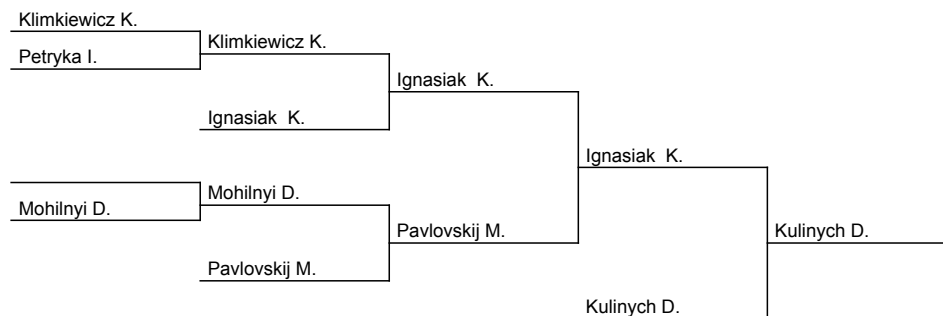 Klimkiewicz K.
Petryka I.
Klimkiewicz K.
Ignasiak  K.
Ignasiak  K.
Ignasiak  K.
Mohilnyi D.
Mohilnyi D.
Pavlovskij M.
Pavlovskij M.
Kulinych D.
Kulinych D.